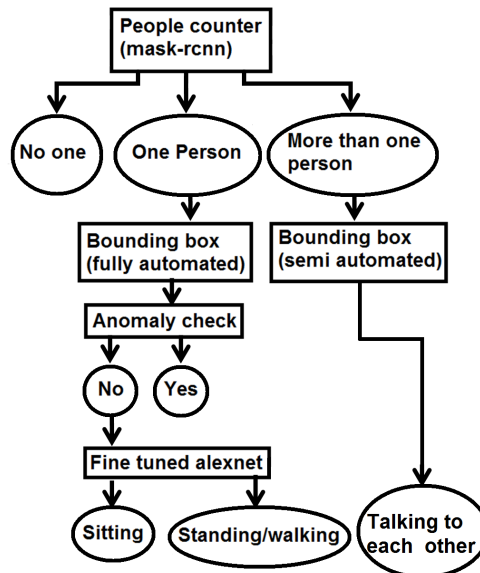 People counter
(mask-rcnn)
No one
One Person
More than one
person
Bounding box
(fully automated)
Bounding box
(semi automated)
Anomaly check
No
Yes
Fine tuned alexnet
Sitting
Standing/walking
Talking to
each other